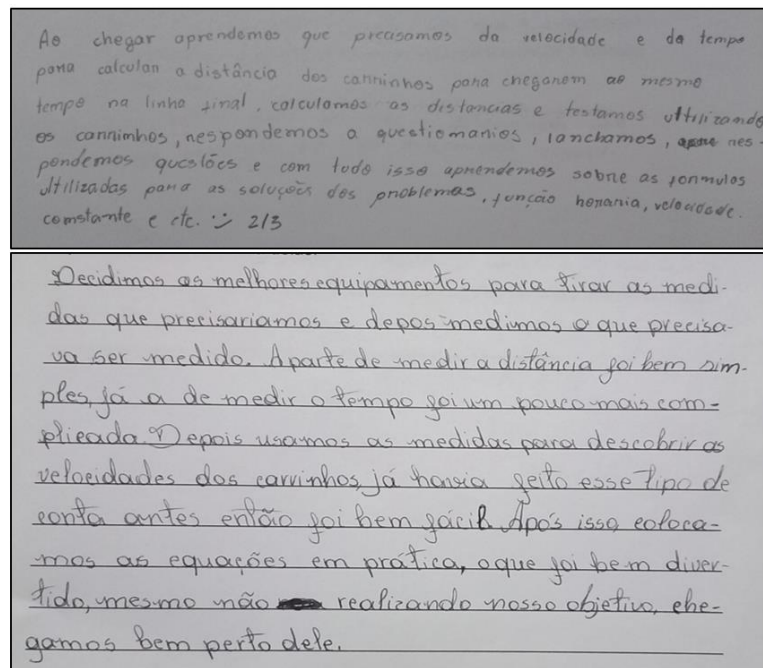 Ao chegar aprendemos que precisamos da velocidade e do tempo
para calcular a distância dos carrinhos para chegarem ao mesmo
tempo na linha final, calculamos as distancias e testamos ultilizando
os carrinhos, respondemos a questionarios, lanchamos, res-
pondemos questões e com tudo isso aprendemos sobre as formulas
ultilizadas para as soluções dos problemas, função horaria, velocidade
constante e etc. 2/3
Decidimos os melhores equipamentos para tirar as medi-
das que precisariamos e depos medimos o que precisa-
va ser medido. A parte de medir a distância foi bem sim-
ples, já a de medir o tempo foi um pouco mais com-
plicada. Depois usamos as medidas para descobrir as
velocidades dos carrinhos, já havia feito esse tipo de
conta antes então foi bem fácil. Após isso, coloca-
mos as equações em prática, o que foi bem diver-
tido, mesmo não realizando nosso objetivo, che-
gamos bem perto dele.